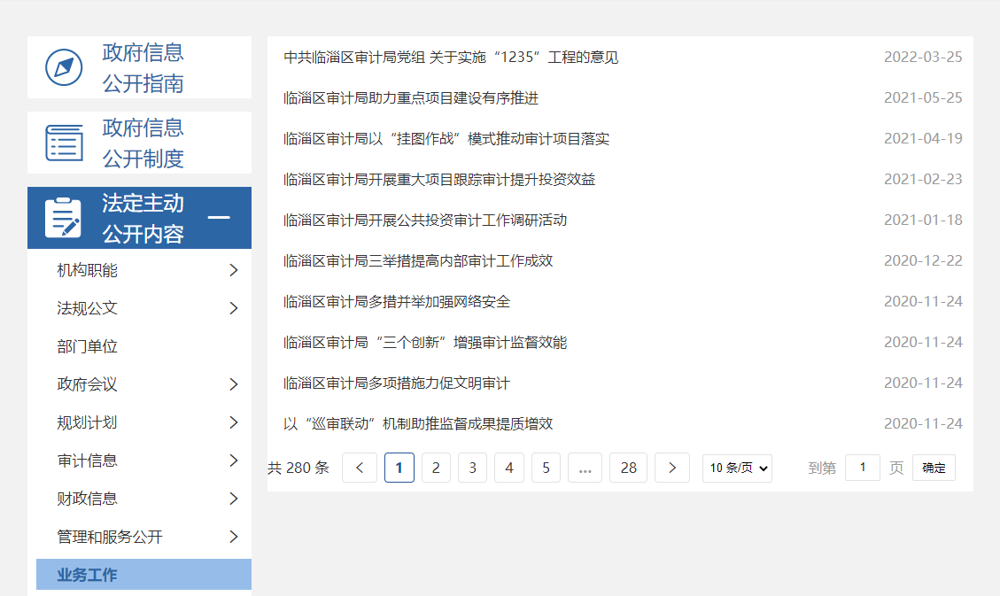 政府信息
公开指南
政府信息
公开制度
法定主动
公开内容
机构职能
法规公文
部门单位
政府会议
规划计划
审计信息
财政信息
管理和服务公开
业务工作
中共临淄区审计局党组 关于实施“1235”工程的意见 2022-03-25
临淄区审计局助力重点项目建设有序推进 2021-05-25
临淄区审计局以“挂图作战”模式推动审计项目落实 2021-04-19
临淄区审计局开展重大项目跟踪审计提升投资效益 2021-02-23
临淄区审计局开展公共投资审计工作调研活动 2021-01-18
临淄区审计局三举措提高内部审计工作成效 2020-12-22
临淄区审计局多措并举加强网络安全 2020-11-24
临淄区审计局“三个创新”增强审计监督效能 2020-11-24
临淄区审计局多项措施力促文明审计 2020-11-24
以“巡审联动”机制助推监督成果提质增效 2020-11-24
共 280 条 < 1 2 3 4 5 ... 28 > 10 条/页 到第 1 页 确定